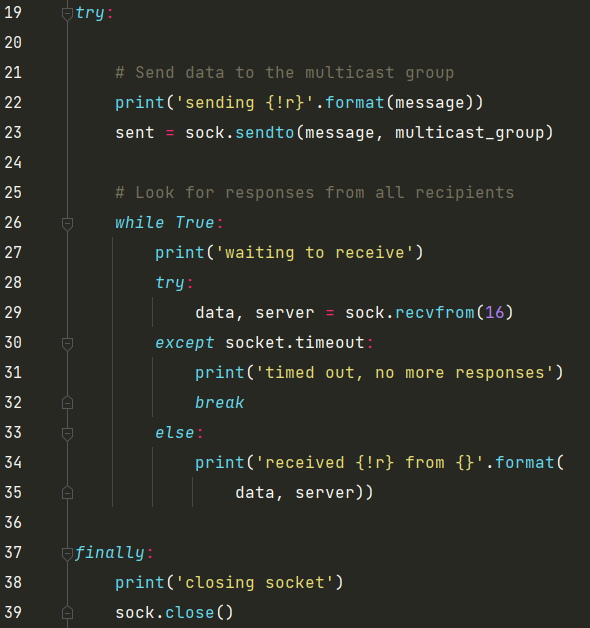 19 try:
20
21     # Send data to the multicast group
22     print('sending {!r}'.format(message))
23     sent = sock.sendto(message, multicast_group)
24
25     # Look for responses from all recipients
26     while True:
27         print('waiting to receive')
28         try:
29             data, server = sock.recvfrom(16)
30         except socket.timeout:
31             print('timed out, no more responses')
32             break
33         else:
34             print('received {!r} from {}'.format(
35                 data, server))
36
37 finally:
38     print('closing socket')
39     sock.close()